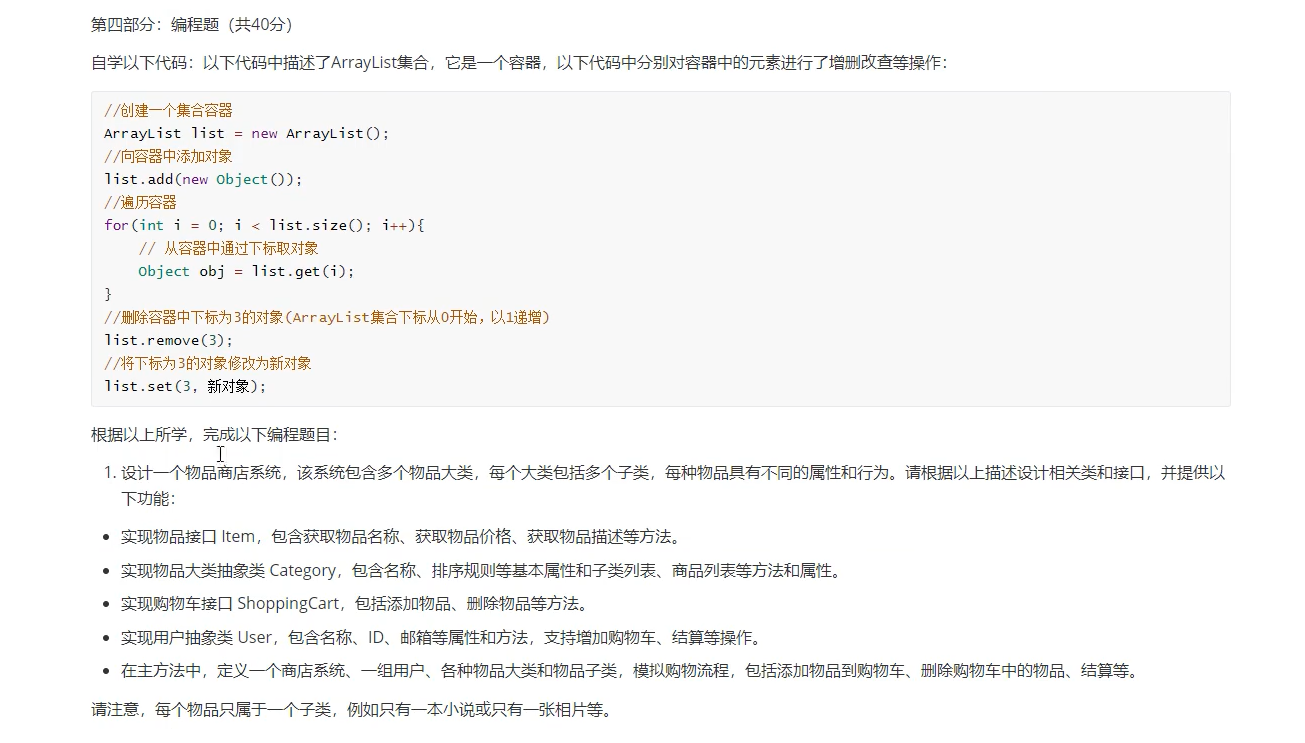 第四部分：编程题（共40分）
自学以下代码：以下代码中描述了ArrayList集合，它是一个容器，以下代码中分别对容器中的元素进行了增删改查等操作：
//创建一个集合容器
ArrayList list = new ArrayList();
//向容器中添加对象
list.add(new Object());
//遍历容器
for(int i = 0; i < list.size(); i++){
    // 从容器中通过下标取对象
    Object obj = list.get(i);
}
//删除容器中下标为3的对象(ArrayList集合下标从0开始，以1递增)
list.remove(3);
//将下标为3的对象修改为新对象
list.set(3, 新对象);
根据以上所学，完成以下编程题目：
1. 设计一个物品商店系统，该系统包含多个物品大类，每个大类包括多个子类，每种物品具有不同的属性和行为。请根据以上描述设计相关类和接口，并提供以
下功能：
• 实现物品接口 Item，包含获取物品名称、获取物品价格、获取物品描述等方法。
• 实现物品大类抽象类 Category，包含名称、排序规则等基本属性和子类列表、商品列表等方法和属性。
• 实现购物车接口 ShoppingCart，包括添加物品、删除物品等方法。
• 实现用户抽象类 User，包含名称、ID、邮箱等属性和方法，支持增加购物车、结算等操作。
• 在主方法中，定义一个商店系统、一组用户、各种物品大类和物品子类，模拟购物流程，包括添加物品到购物车、删除购物车中的物品、结算等。
请注意，每个物品只属于一个子类，例如只有一本小说或只有一张相片等。